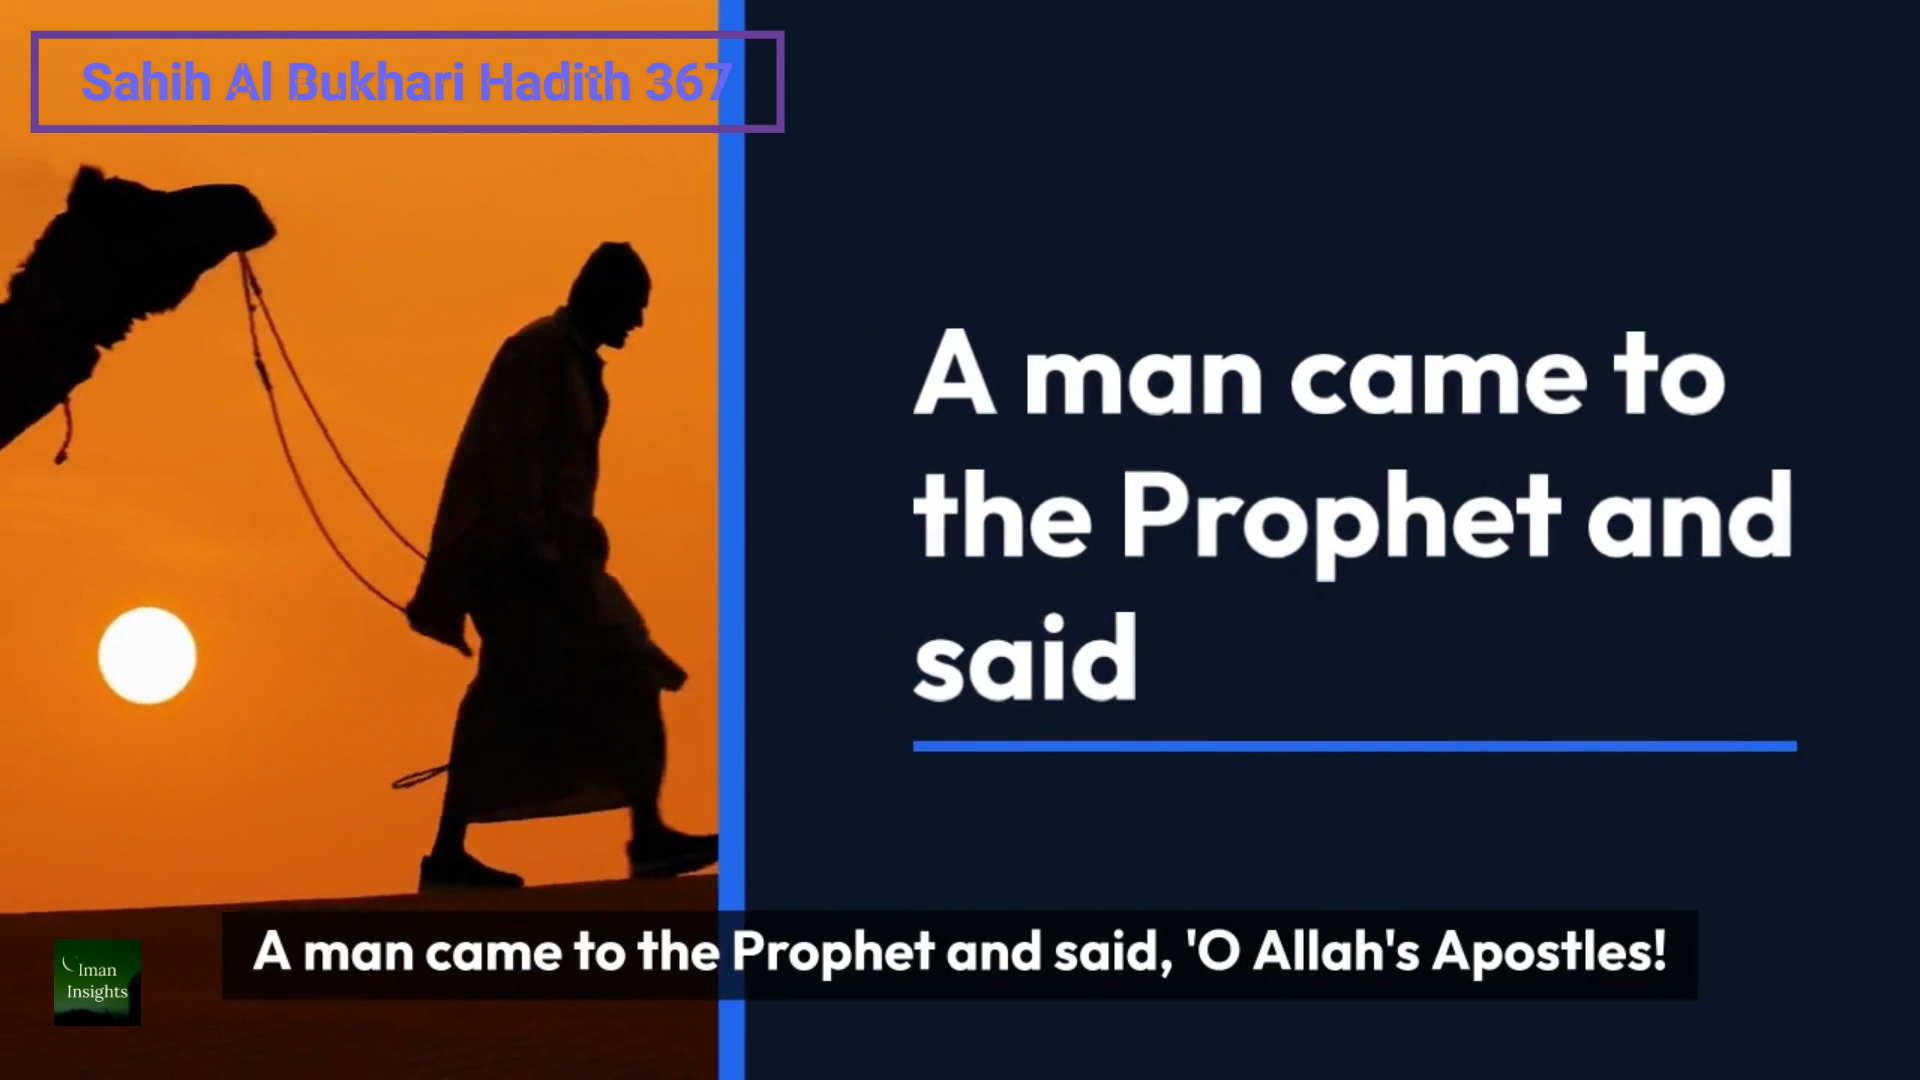 Sahih Al Bukhari Hadith 367
A man came to
the Prophet and
said
A man came to the Prophet and said, 'O Allah's Apostles!
Iman
Insights